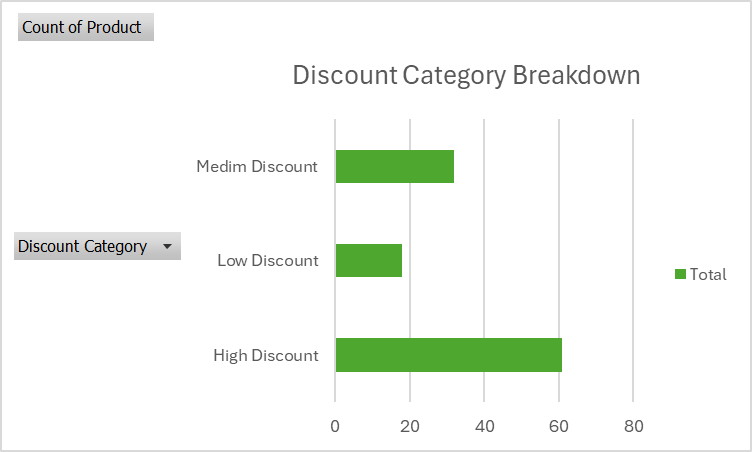 Count of Product
Discount Category Breakdown
Medim Discount
Discount Category
Low Discount
Total
High Discount
0 20 40 60 80